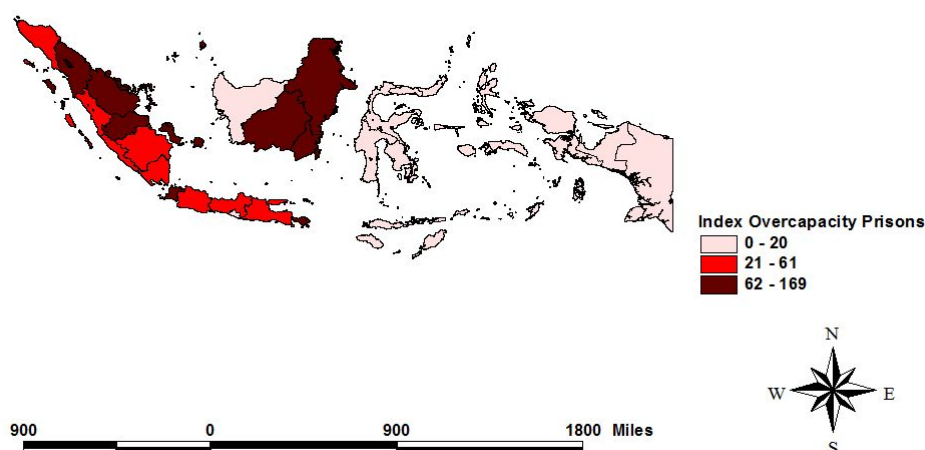 Index Overcapacity Prisons
0 - 20
21 - 61
62 - 169
N
W E
S
900 0 900 1800 Miles